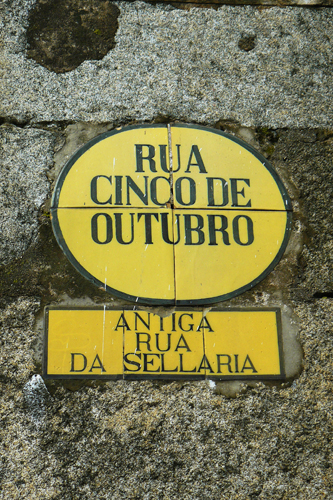 RUA
CINCO DE
OUTUBRO
ANTIGA
RUA
DA SELLARIA